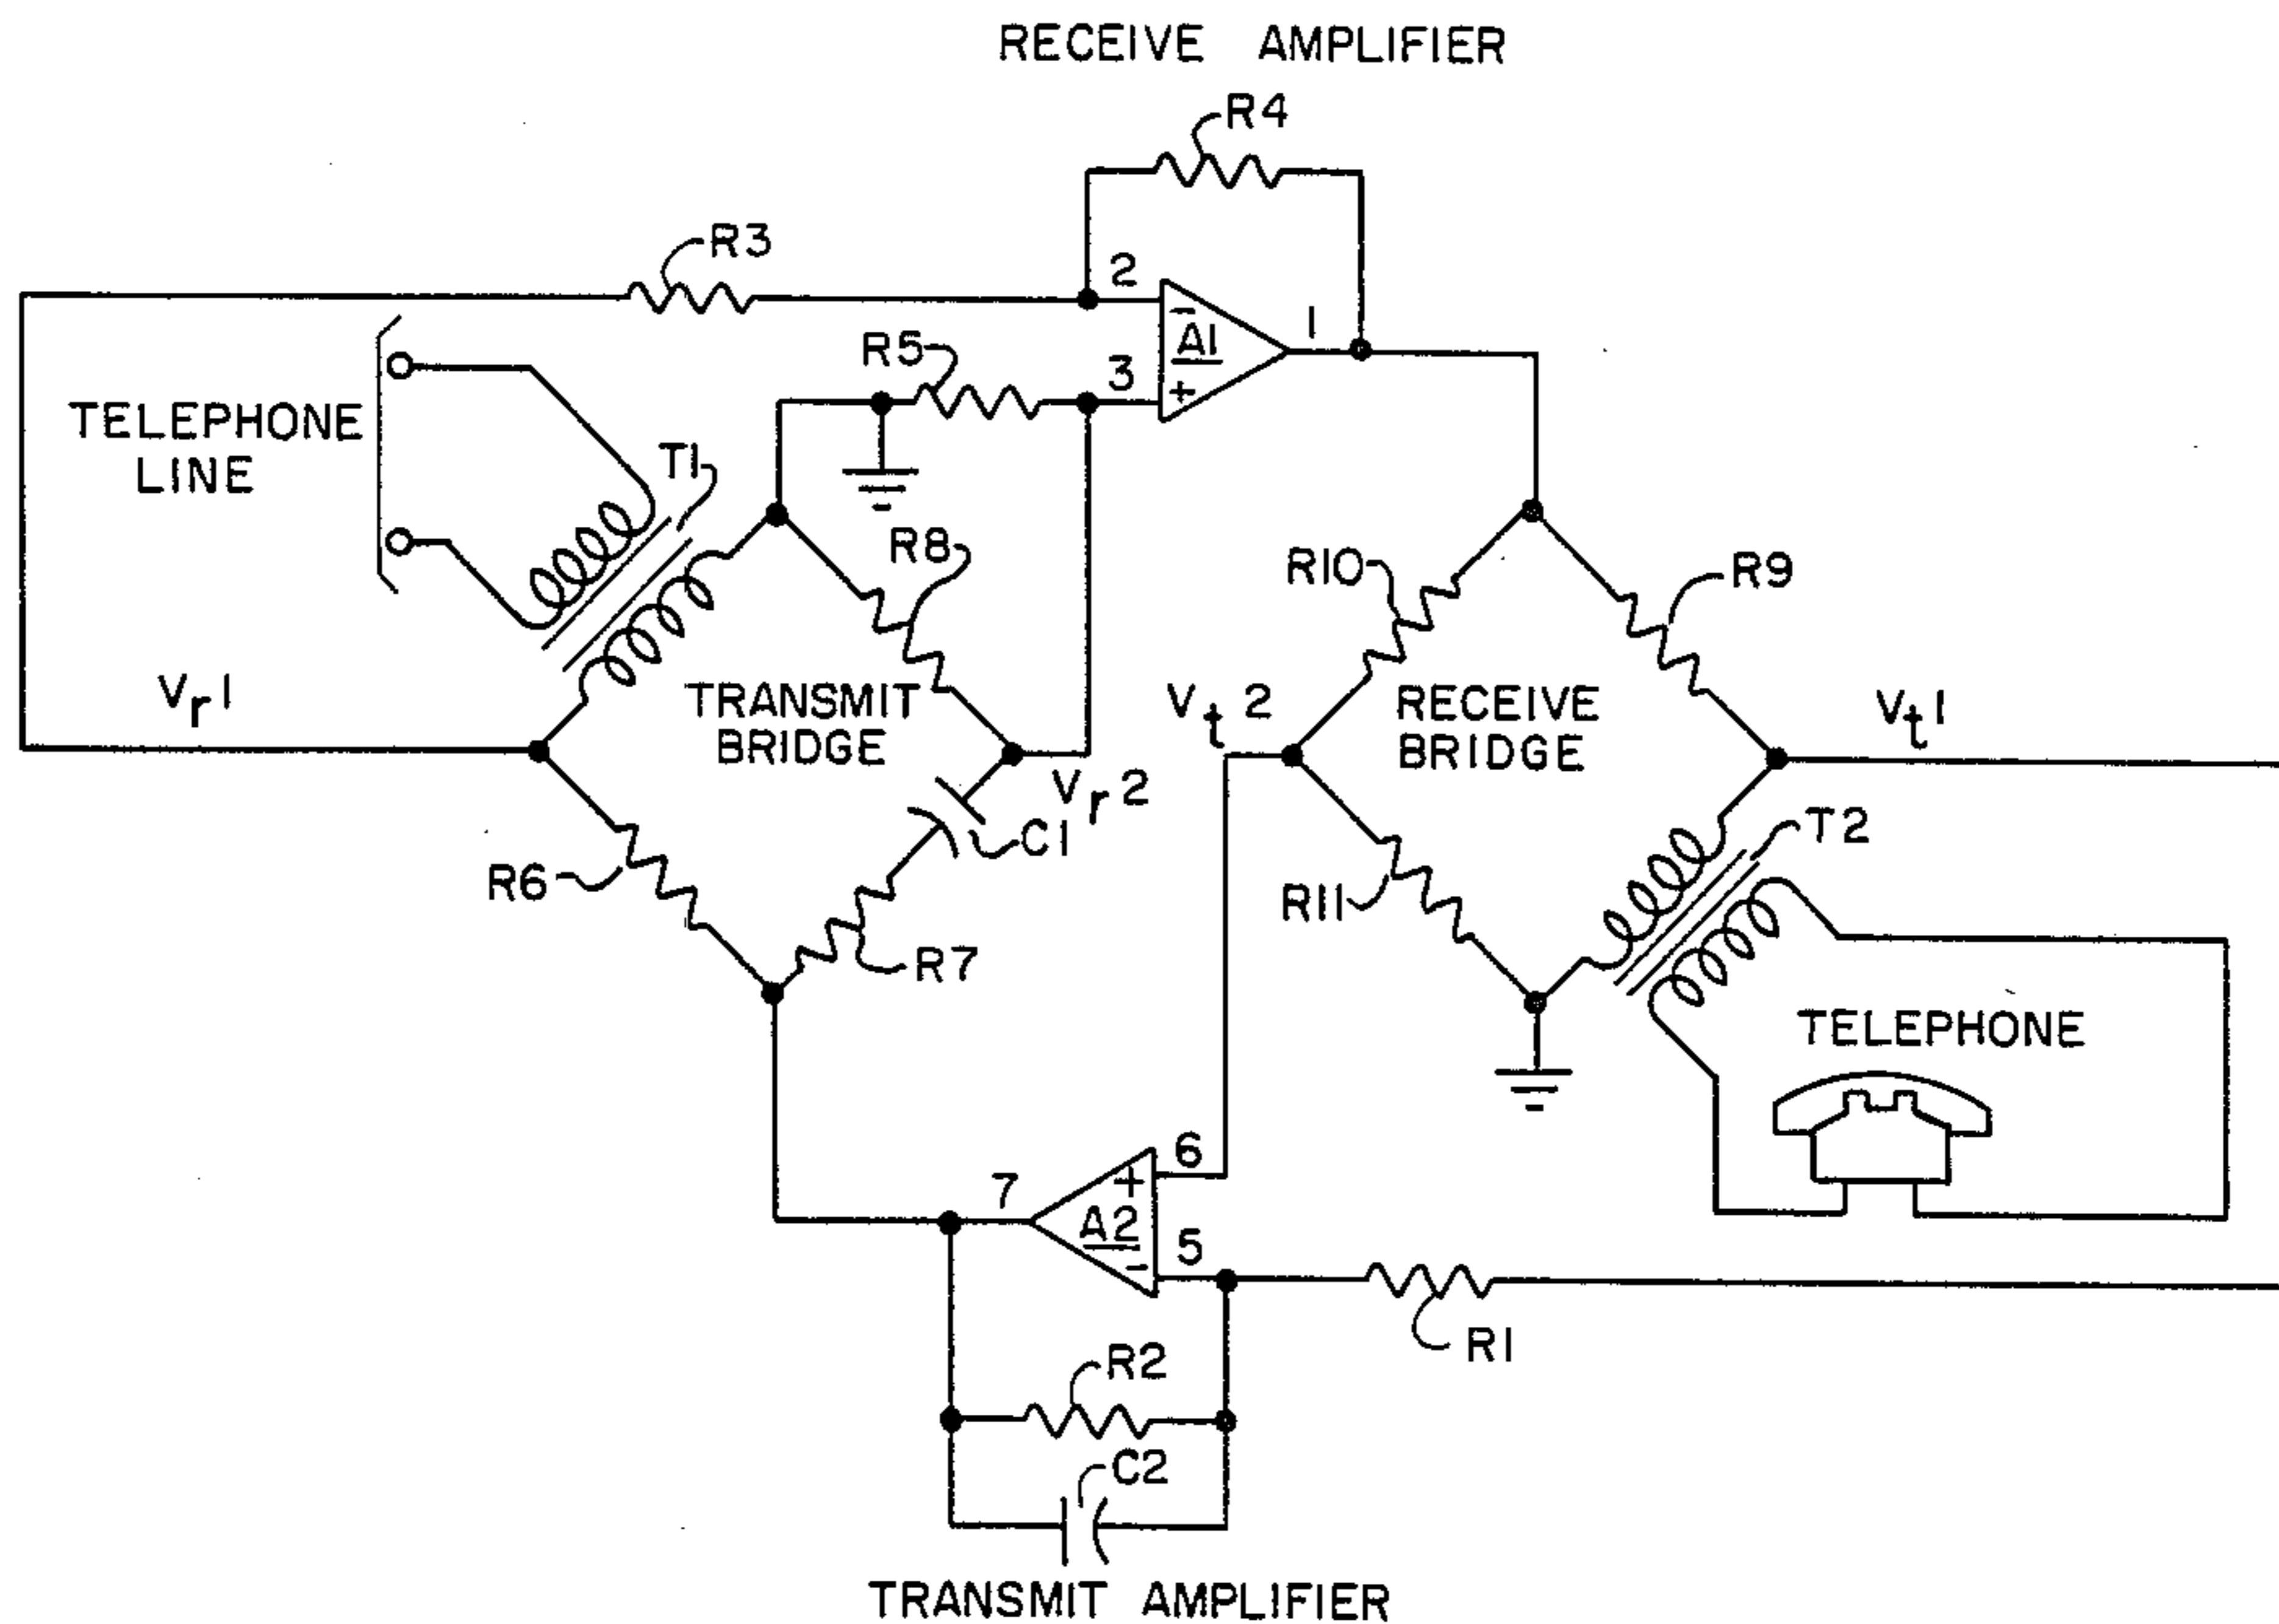 RECEIVE AMPLIFIER
R4
R3
2
-
A1
+
1
R5
3
TELEPHONE
LINE
T1
R8
R10
R9
Vr1
TRANSMIT
BRIDGE
Vt2
RECEIVE
BRIDGE
Vt1
Vr2
C1
T2
R6
R11
R7
TELEPHONE
6
7
+
A2
-
5
R1
R2
C2
TRANSMIT AMPLIFIER